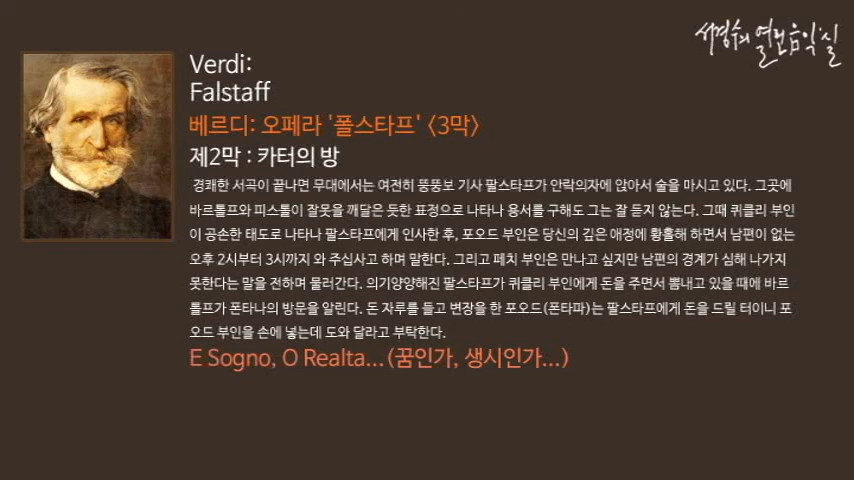 서경수의 열린음악실
Verdi:
Falstaff
베르디: 오페라 '폴스타프' 〈3막〉
제2막 : 카터의 방
경쾌한 서곡이 끝나면 무대에서는 여전히 뚱뚱보 기사 팔스타프가 안락의자에 앉아서 술을 마시고 있다. 그곳에
바르톨프와 피스톨이 잘못을 깨달은 듯한 표정으로 나타나 용서를 구해도 그는 잘 듣지 않는다. 그때 퀴클리 부인
이 공손한 태도로 나타나 팔스타프에게 인사한 후, 포오드 부인은 당신의 깊은 애정에 황홀해 하면서 남편이 없는
오후 2시부터 3시까지 와 주십사고 하며 말한다. 그리고 페치 부인은 만나고 싶지만 남편의 경계가 심해 나가지
못한다는 말을 전하며 물러간다. 의기양양해진 팔스타프가 퀴클리 부인에게 돈을 주면서 뽐내고 있을 때에 바르
톨프가 폰타나의 방문을 알린다. 돈 자루를 들고 변장을 한 포오드(폰타파)는 팔스타프에게 돈을 드릴 터이니 포
오드 부인을 손에 넣는데 도와 달라고 부탁한다.
E Sogno, O Realta...(꿈인가, 생시인가...)